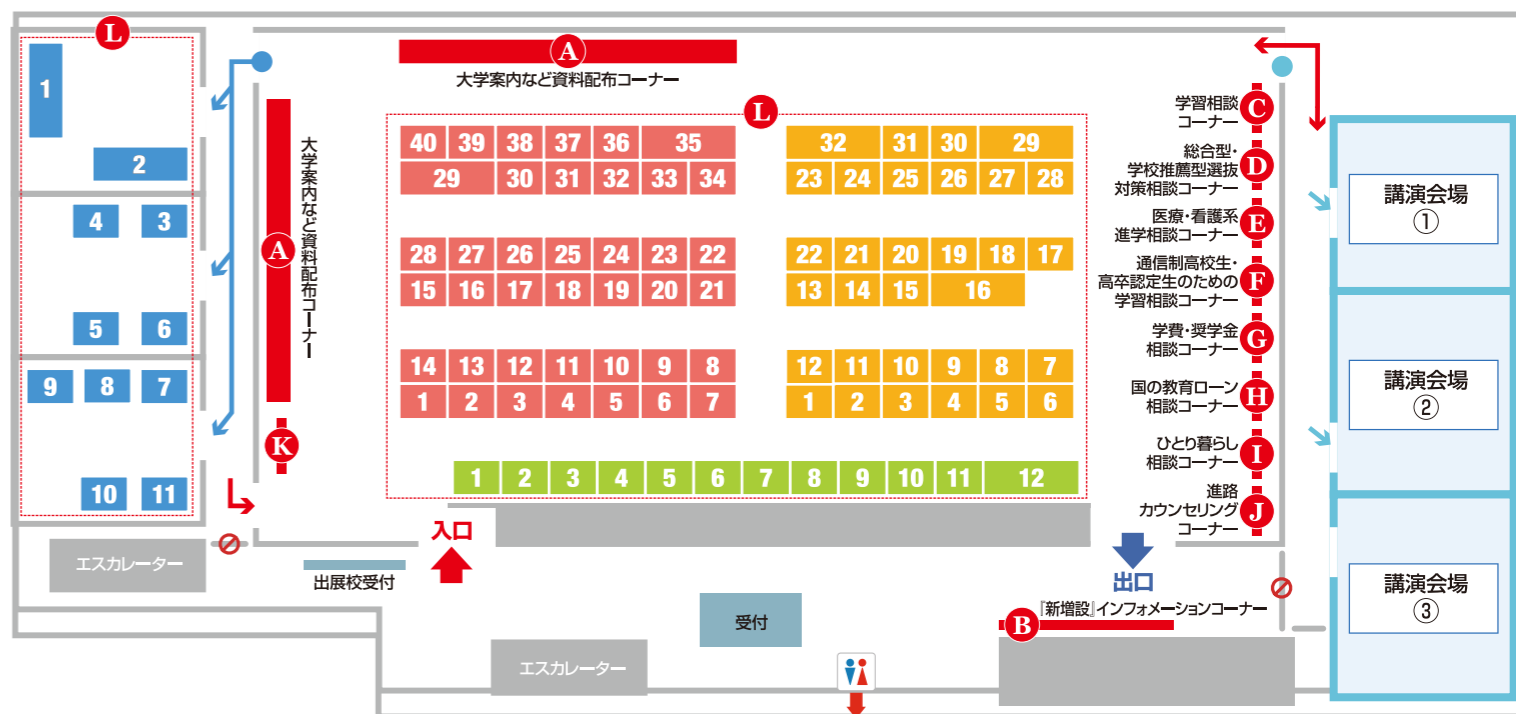 L
1
2
4 3
5 6
9 8 7
10 11
A
大学案内など資料配布コーナー
A
大学案内など資料配布コーナー
K
L
40 39 38 37 36 35
29 30 31 32 33 34
28 27 26 25 24 23 22
15 16 17 18 19 20 21
14 13 12 11 10 9 8
1 2 3 4 5 6 7
32 31 30 29
23 24 25 26 27 28
22 21 20 19 18 17
13 14 15 16
12 11 10 9 8 7
1 2 3 4 5 6
1 2 3 4 5 6 7 8 9 10 11 12
学習相談
コーナー
C
総合型・
学校推薦型選抜
対策相談コーナー
D
医療・看護系
進学相談コーナー
E
通信制高校生・
高卒認定生のための
学習相談コーナー
F
学費・奨学金
相談コーナー
G
国の教育ローン
相談コーナー
H
ひとり暮らし
相談コーナー
I
進路
カウンセリング
コーナー
J
講演会場
①
講演会場
②
講演会場
③
エスカレーター
出展校受付
入口
受付
出口
『新増設』インフォメーションコーナー
B
エスカレーター